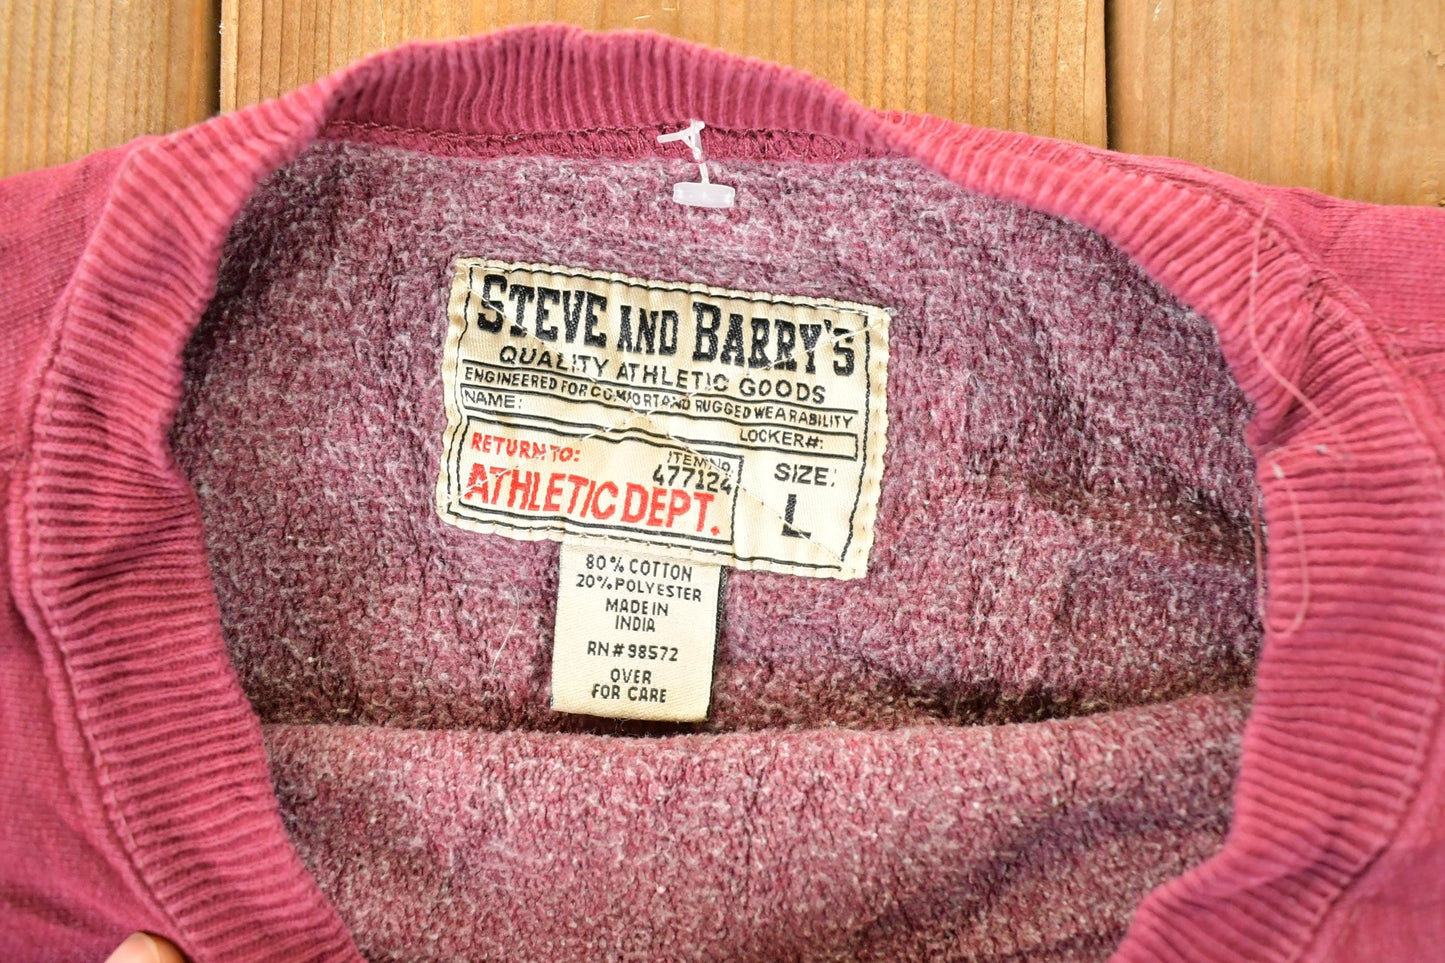 STEVE AND BARRY'S
QUALITY ATHLETIC GOODS
ENGINEERED FOR COMFORT AND RUGGED WEARABILITY
NAME:
LOCKER#:
RETURN TO:
ITEM NO.
477124
ATHLETIC DEPT.
SIZE:
L
80% COTTON
20% POLYESTER
MADE IN
INDIA
RN# 98572
OVER
FOR CARE